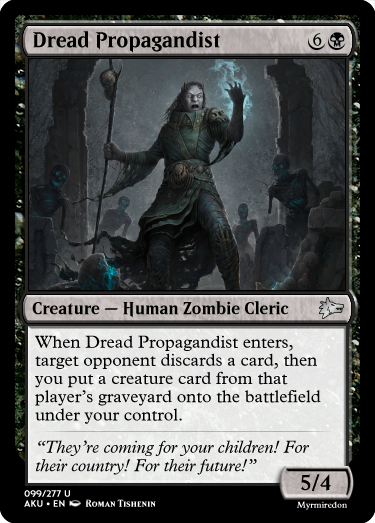 Dread Propagandist 6
Creature — Human Zombie Cleric
When Dread Propagandist enters,
target opponent discards a card, then
you put a creature card from that
player's graveyard onto the battlefield
under your control.
“They're coming for your children! For
their country! For their future!”
5/4
099/277 U
AKU • EN Roman Tishenin
Myrmiredon